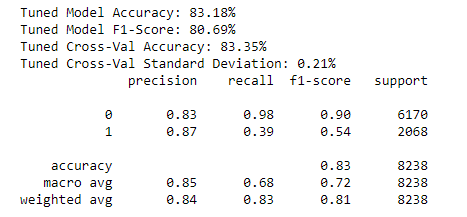 Tuned Model Accuracy: 83.18%
Tuned Model F1-Score: 80.69%
Tuned Cross-Val Accuracy: 83.35%
Tuned Cross-Val Standard Deviation: 0.21%
precision recall f1-score support
0 0.83 0.98 0.90 6170
1 0.87 0.39 0.54 2068
accuracy 0.83 8238
macro avg 0.85 0.68 0.72 8238
weighted avg 0.84 0.83 0.81 8238